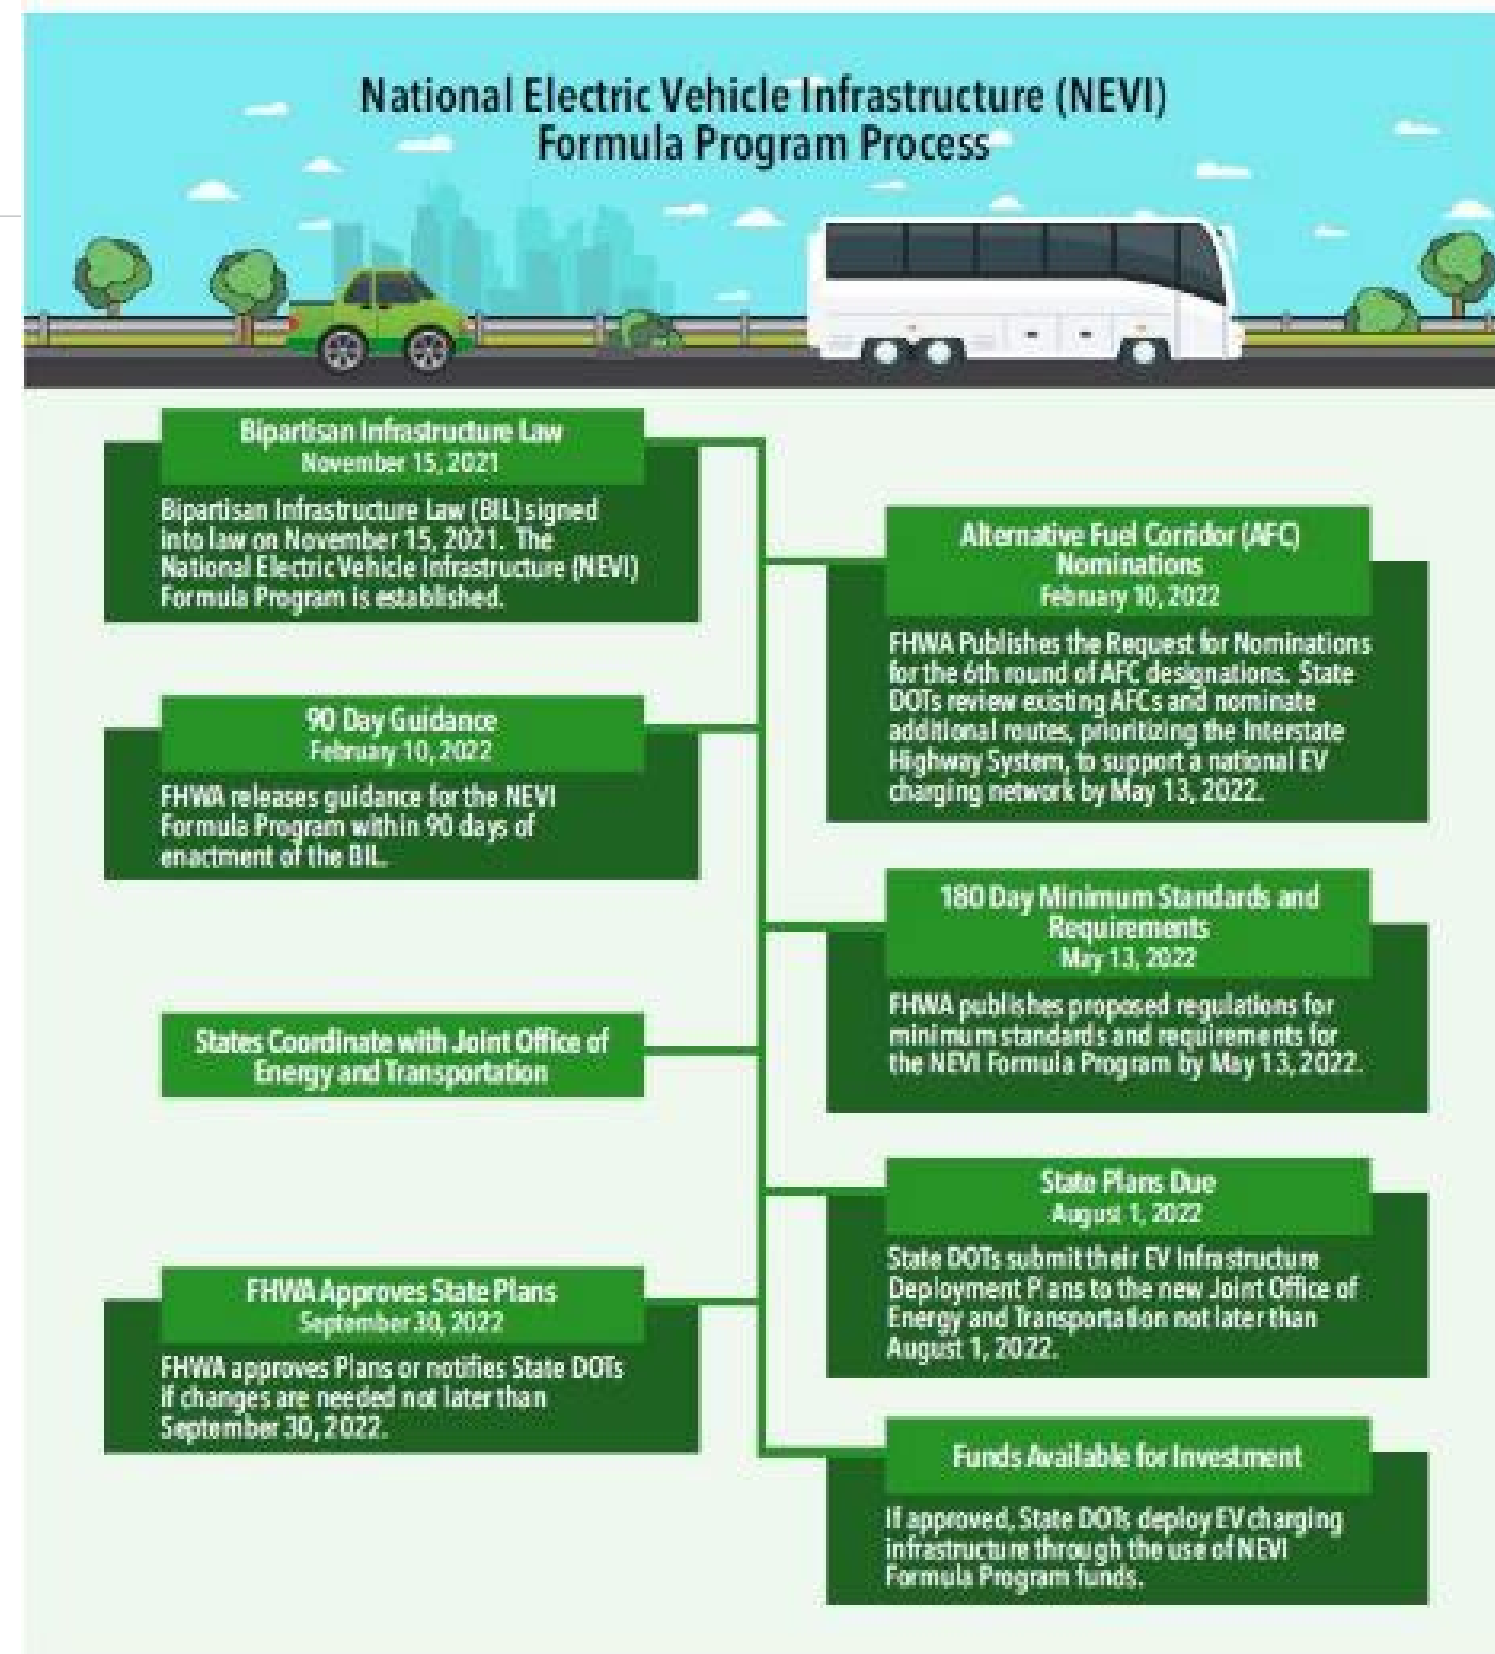 National Electric Vehicle Infrastructure (NEVI)
Formula Program Process
Bipartisan Infrastructure Law
November 15, 2021
Bipartisan Infrastructure Law (BIL) signed
into law on November 15, 2021. The
National Electric Vehicle Infrastructure (NEVI)
Formula Program is established.
Alternative Fuel Corridor (AFC)
Nominations
February 10, 2022
FHWA Publishes the Request for Nominations
for the 6th round of AFC designations. State
DOTs review existing AFCs and nominate
additional routes, prioritizing the Interstate
Highway System, to support a national EV
charging network by May 13, 2022.
90 Day Guidance
February 10, 2022
FHWA releases guidance for the NEVI
Formula Program within 90 days of
enactment of the BIL.
180 Day Minimum Standards and
Requirements
May 13, 2022
FHWA publishes proposed regulations for
minimum standards and requirements for
the NEVI Formula Program by May 13, 2022.
States Coordinate with Joint Office of
Energy and Transportation
State Plans Due
August 1, 2022
State DOTs submit their EV Infrastructure
Deployment Plans to the new Joint Office of
Energy and Transportation not later than
August 1, 2022.
FHWA Approves State Plans
September 30, 2022
FHWA approves Plans or notifies State DOTs
if changes are needed not later than
September 30, 2022.
Funds Available for Investment
If approved, State DOTs deploy EV charging
infrastructure through the use of NEVI
Formula Program funds.